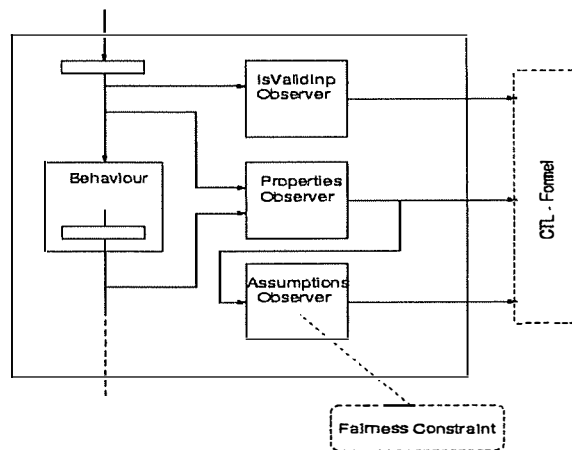 IsValidInp
Observer
Behaviour
Properties
Observer
Assumptions
Observer
CTL - Formel
Fairness Constraint